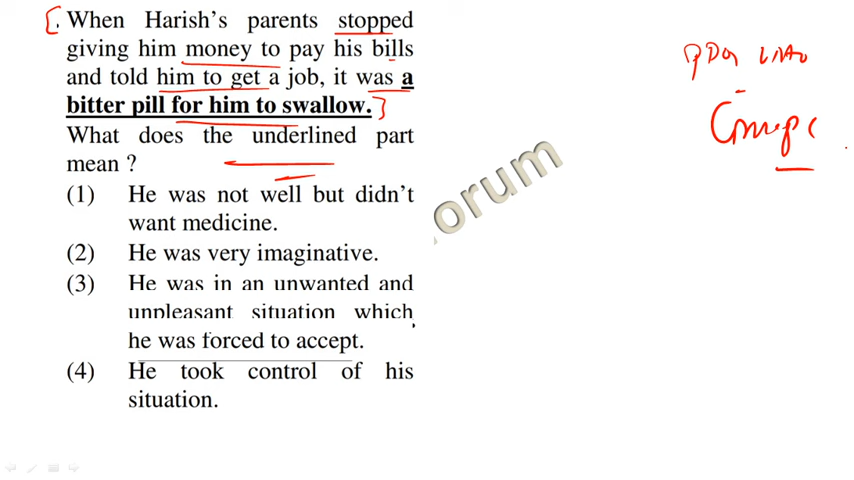 When Harish's parents stopped
giving him money to pay his bills
and told him to get a job, it was a
bitter pill for him to swallow.
What does the underlined part
mean ?
(1) He was not well but didn't
want medicine.
(2) He was very imaginative.
(3) He was in an unwanted and
unpleasant situation which
he was forced to accept.
(4) He took control of his
situation.
orum